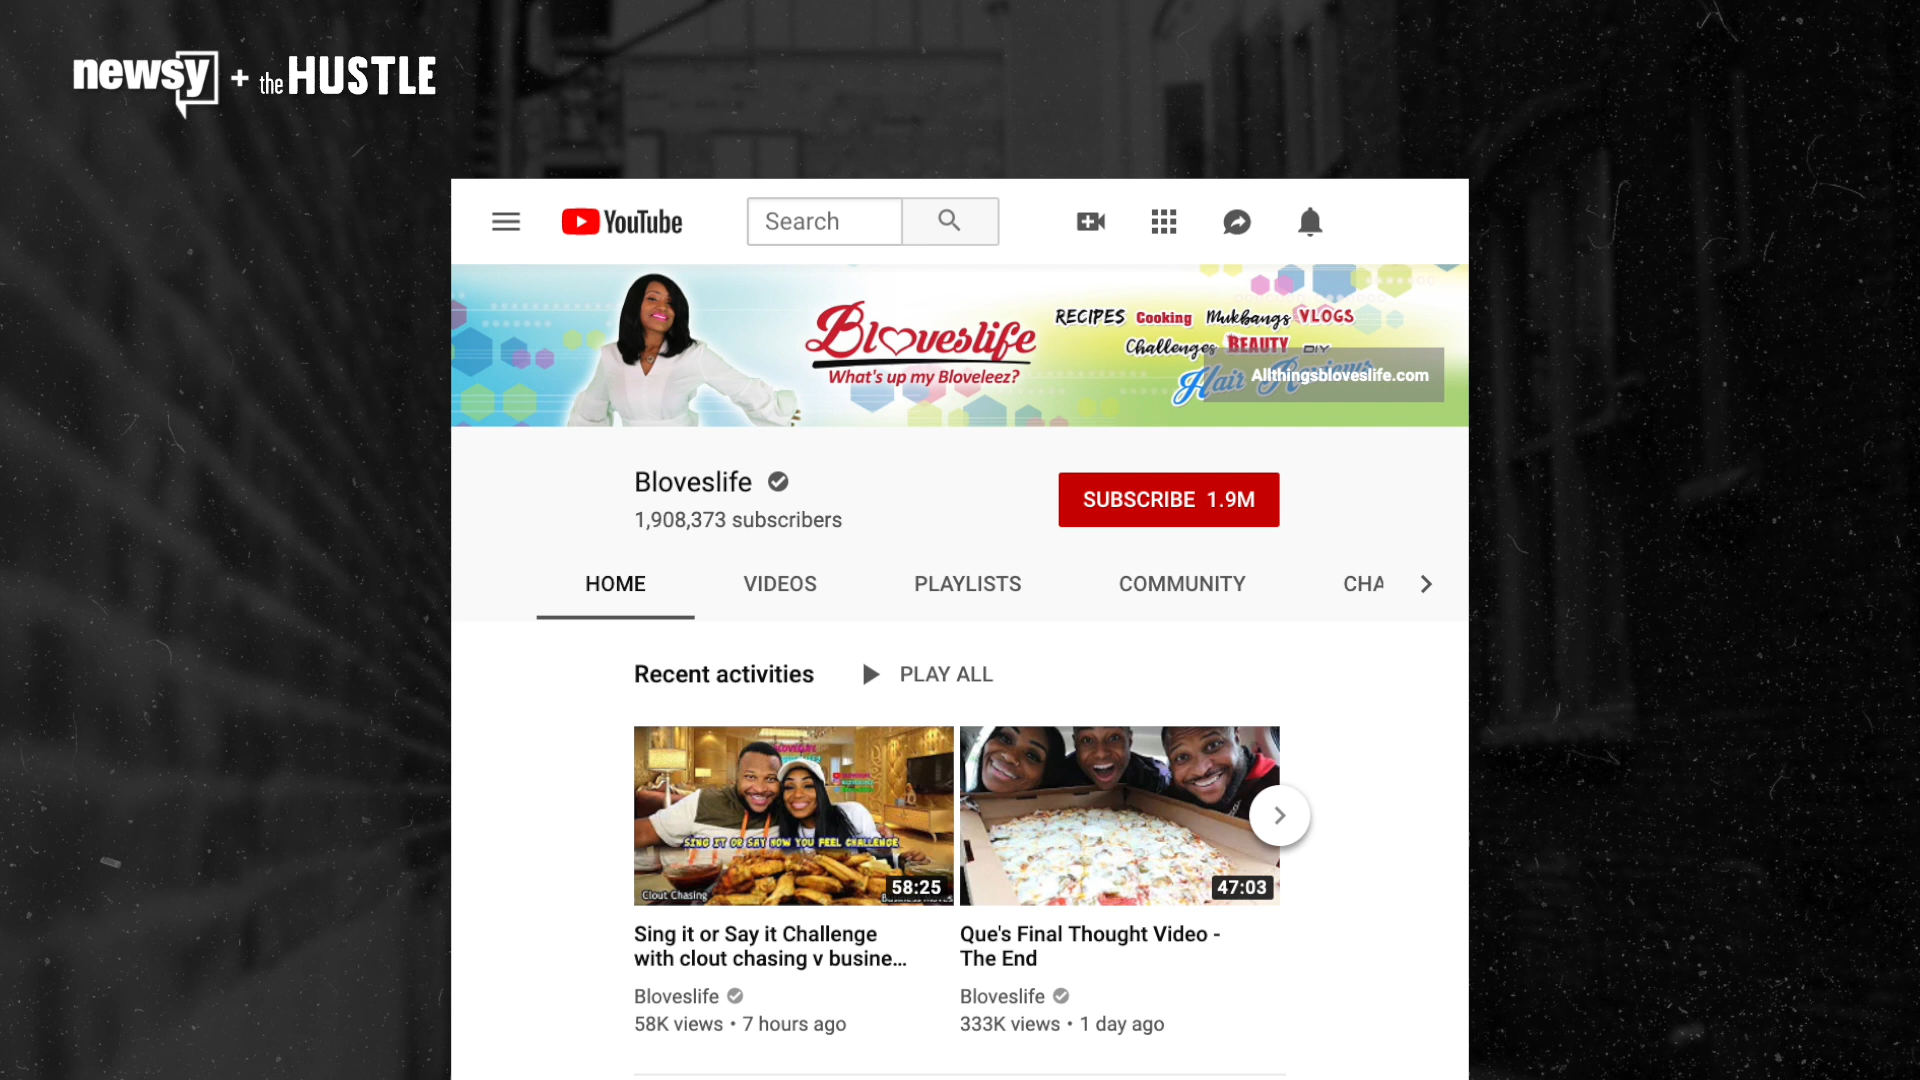 newsy + the HUSTLE
YouTube
Search
Bloveslife
What's up my Bloveleez?
RECIPES Cooking Mukbangs VLOGS
Challenges BEAUTY DIY
Hair Reviews
Allthingsbloveslife.com
Bloveslife
1,908,373 subscribers
SUBSCRIBE 1.9M
HOME VIDEOS PLAYLISTS COMMUNITY CHA
Recent activities PLAY ALL
BLOVESLIFE
SING IT OR SAY HOW YOU FEEL CHALLENGE
Clout Chasing
58:25
47:03
Sing it or Say it Challenge
with clout chasing v busine...
Bloveslife
58K views • 7 hours ago
Que's Final Thought Video -
The End
Bloveslife
333K views • 1 day ago